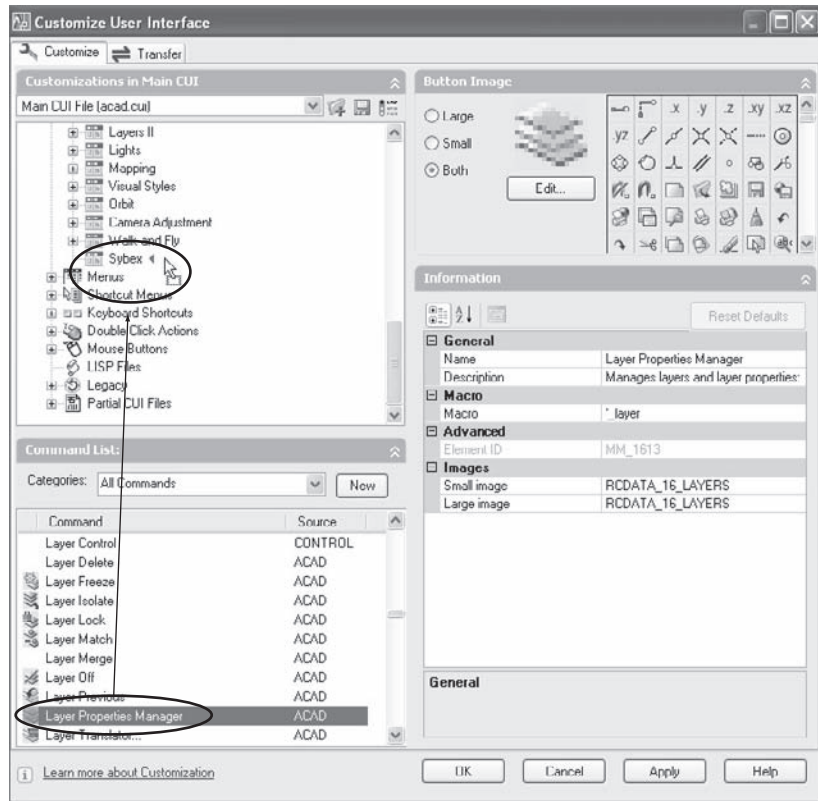 Customize User Interface
Customize Transfer
Customizations in Main CUI
Main CUI File (acad.cui)
Layers II
Lights
Mapping
Visual Styles
Orbit
Camera Adjustment
Walk and Fly
Sybex
Menus
Shortcut Menus
Keyboard Shortcuts
Double Click Actions
Mouse Buttons
LISP Files
Legacy
Partial CUI Files
Command List:
Categories: All Commands New
Command Source
Layer Control CONTROL
Layer Delete ACAD
Layer Freeze ACAD
Layer Isolate ACAD
Layer Lock ACAD
Layer Match ACAD
Layer Merge ACAD
Layer Off ACAD
Layer Previous ACAD
Layer Properties Manager ACAD
Layer Translator... ACAD
Button Image
Large
Small
Both
Edit...
.x .y .z .xy .xz
.yz
Information
Reset Defaults
General
Name Layer Properties Manager
Description Manages layers and layer properties:
Macro
Macro '_layer
Advanced
Element ID MM_1613
Images
Small image RCDATA_16_LAYERS
Large image RCDATA_16_LAYERS
General
Learn more about Customization
OK Cancel Apply Help